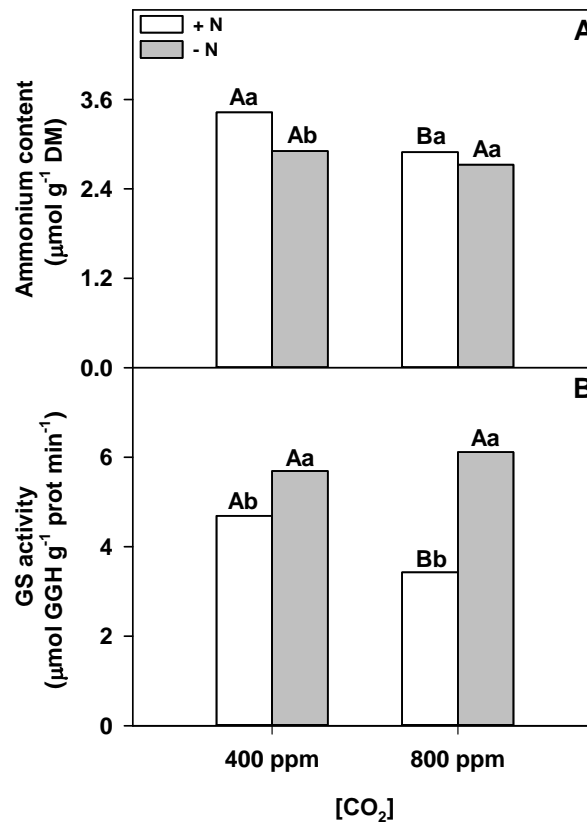 + N
- N
A
Ammonium content
(μmol g⁻¹ DM)
3.6
2.4
1.2
0.0
Aa
Ab
Ba
Aa
B
GS activity
(μmol GGH g⁻¹ prot min⁻¹)
6
4
2
0
Ab
Aa
Bb
Aa
400 ppm 800 ppm
[CO₂]